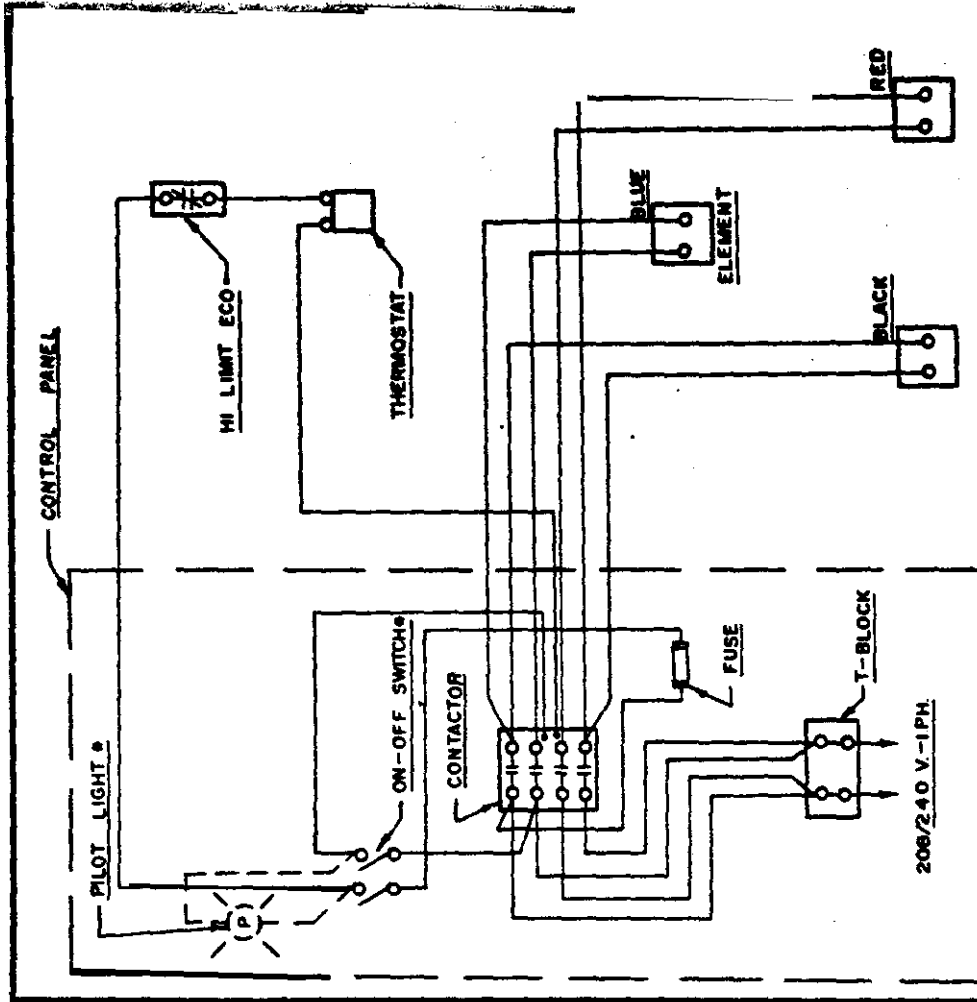 CONTROL PANEL
PILOT LIGHT*
HI LIMIT ECO
THERMOSTAT
ON-OFF SWITCH*
CONTACTOR
FUSE
T-BLOCK
208/240 V.-1PH.
BLUE
ELEMENT
BLACK
RED
P